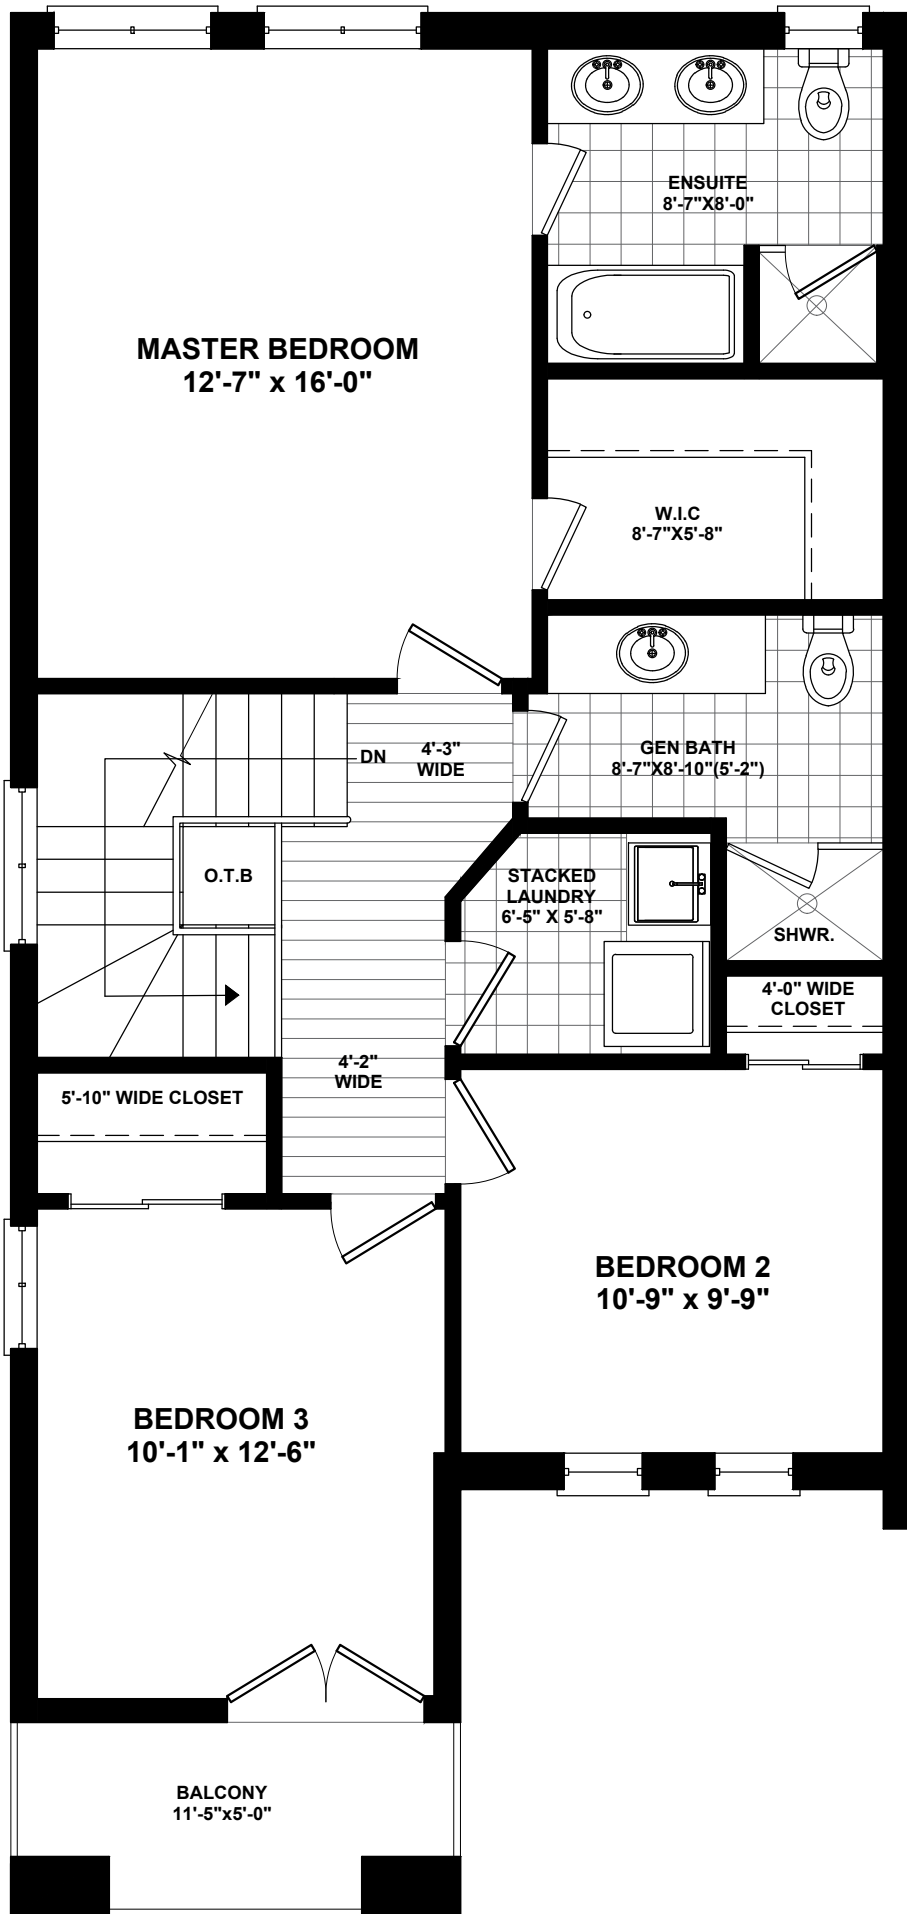 ENSUITE
8'-7"X8'-0"
MASTER BEDROOM
12'-7" x 16'-0"
W.I.C
8'-7"X5'-8"
DN
4'-3"
WIDE
GEN BATH
8'-7"X8'-10"(5'-2")
O.T.B
STACKED
LAUNDRY
6'-5" X 5'-8"
SHWR.
4'-0" WIDE
CLOSET
4'-2"
WIDE
5'-10" WIDE CLOSET
BEDROOM 2
10'-9" x 9'-9"
BEDROOM 3
10'-1" x 12'-6"
BALCONY
11'-5"x5'-0"